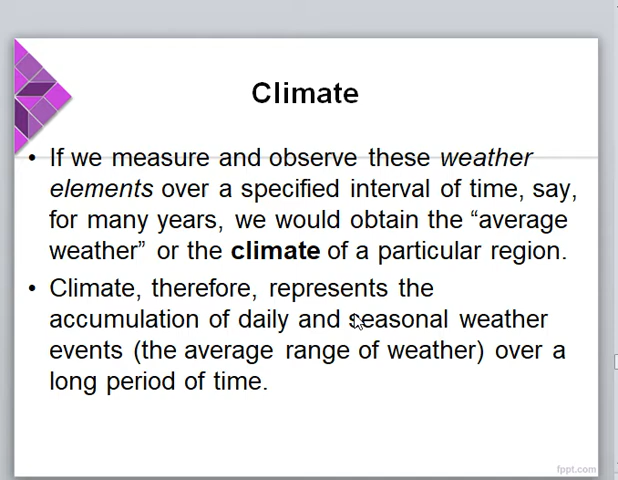 Climate
• If we measure and observe these weather
elements over a specified interval of time, say,
for many years, we would obtain the “average
weather” or the climate of a particular region.
• Climate, therefore, represents the
accumulation of daily and seasonal weather
events (the average range of weather) over a
long period of time.
fppt.com